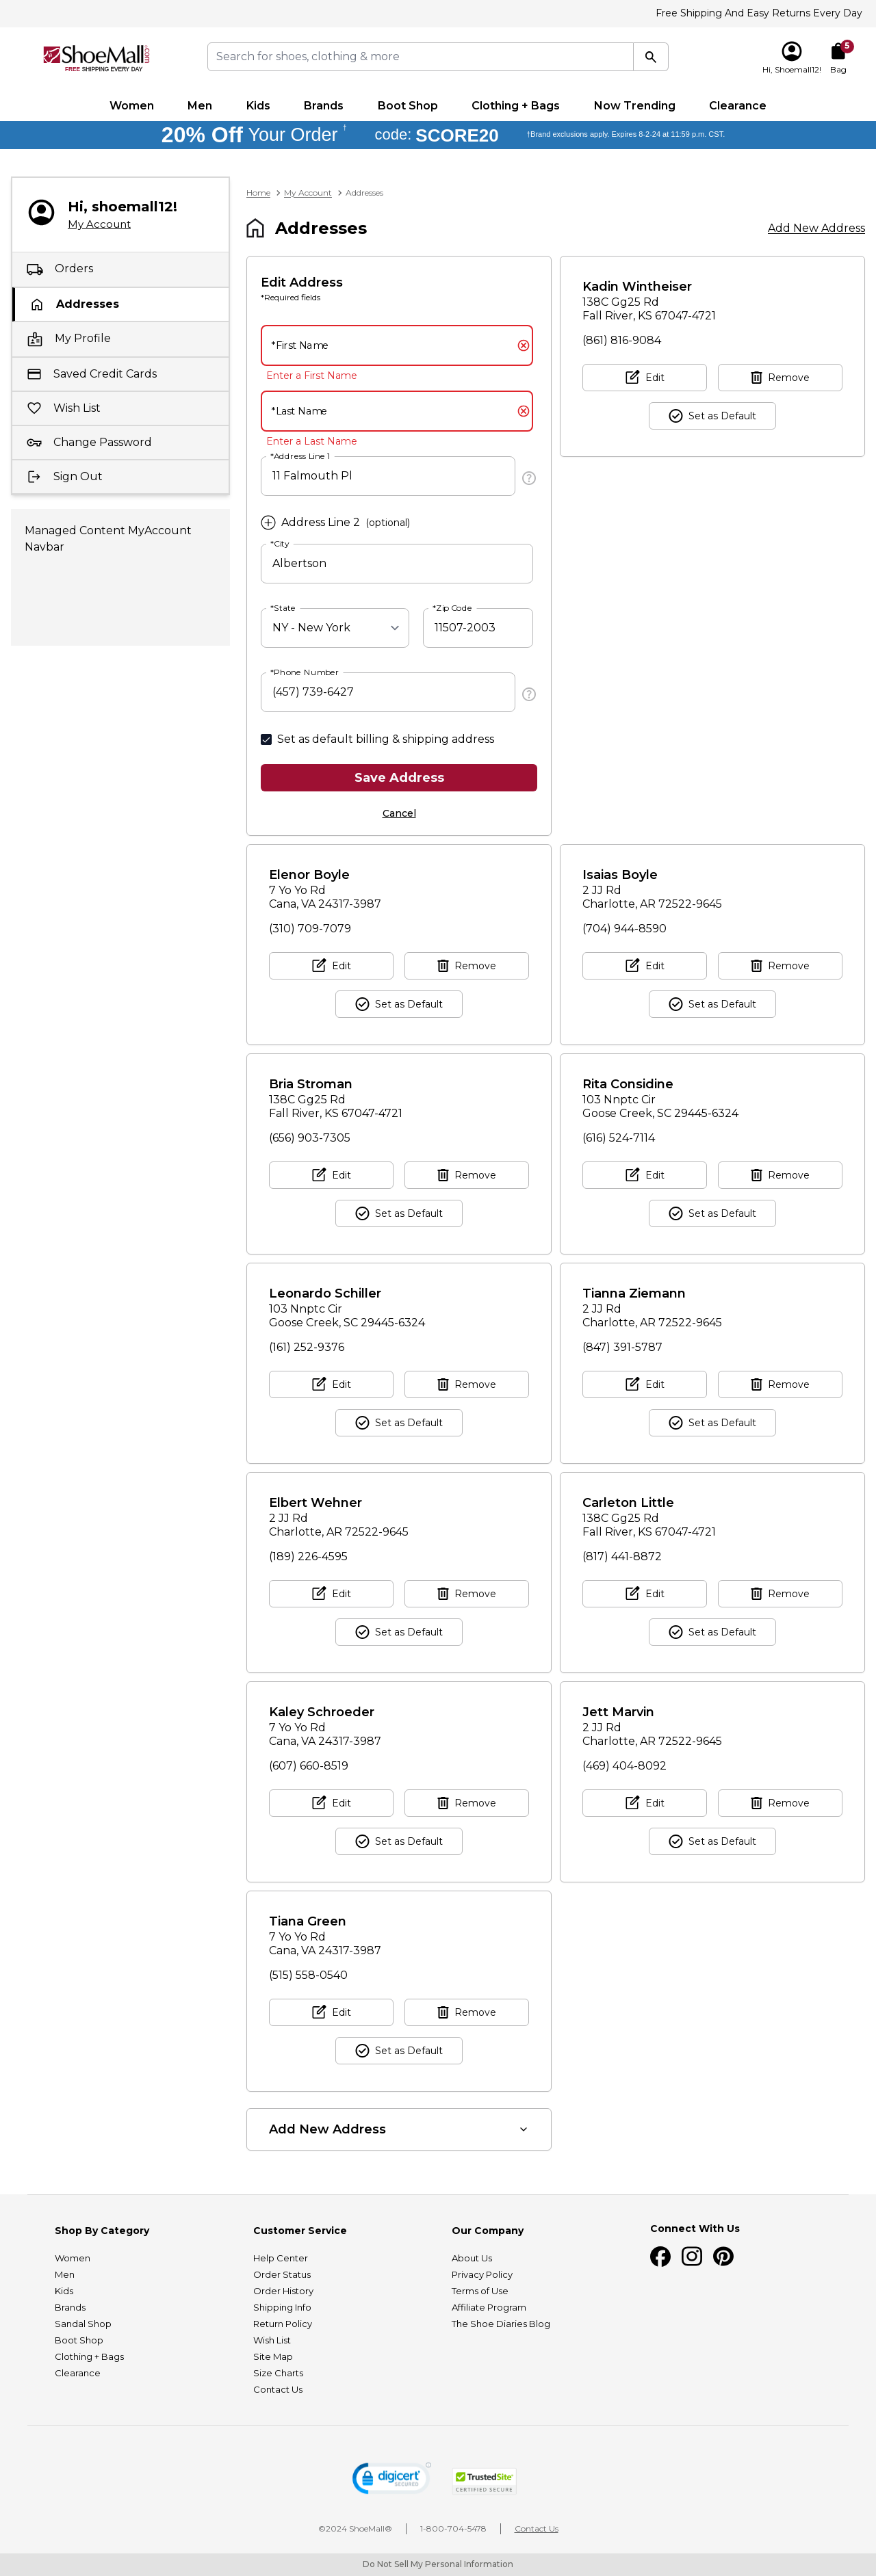 Free Shipping And Easy Returns Every Day
ShoeMall.com
FREE SHIPPING EVERY DAY
Search for shoes, clothing & more
Hi, Shoemall12!
5
Bag
Women
Men
Kids
Brands
Boot Shop
Clothing + Bags
Now Trending
Clearance
20% Off Your Order † code: SCORE20 †Brand exclusions apply. Expires 8-2-24 at 11:59 p.m. CST.
Hi, shoemall12!
My Account
Orders
Addresses
My Profile
Saved Credit Cards
Wish List
Change Password
Sign Out
Managed Content MyAccount
Navbar
Home > My Account > Addresses
Addresses
Add New Address
Edit Address
*Required fields
*First Name
Enter a First Name
*Last Name
Enter a Last Name
*Address Line 1
11 Falmouth Pl
Address Line 2 (optional)
*City
Albertson
*State
NY - New York
*Zip Code
11507-2003
*Phone Number
(457) 739-6427
Set as default billing & shipping address
Save Address
Cancel
Kadin Wintheiser
138C Gg25 Rd
Fall River, KS 67047-4721
(861) 816-9084
Edit
Remove
Set as Default
Elenor Boyle
7 Yo Yo Rd
Cana, VA 24317-3987
(310) 709-7079
Edit
Remove
Set as Default
Isaias Boyle
2 JJ Rd
Charlotte, AR 72522-9645
(704) 944-8590
Edit
Remove
Set as Default
Bria Stroman
138C Gg25 Rd
Fall River, KS 67047-4721
(656) 903-7305
Edit
Remove
Set as Default
Rita Considine
103 Nnptc Cir
Goose Creek, SC 29445-6324
(616) 524-7114
Edit
Remove
Set as Default
Leonardo Schiller
103 Nnptc Cir
Goose Creek, SC 29445-6324
(161) 252-9376
Edit
Remove
Set as Default
Tianna Ziemann
2 JJ Rd
Charlotte, AR 72522-9645
(847) 391-5787
Edit
Remove
Set as Default
Elbert Wehner
2 JJ Rd
Charlotte, AR 72522-9645
(189) 226-4595
Edit
Remove
Set as Default
Carleton Little
138C Gg25 Rd
Fall River, KS 67047-4721
(817) 441-8872
Edit
Remove
Set as Default
Kaley Schroeder
7 Yo Yo Rd
Cana, VA 24317-3987
(607) 660-8519
Edit
Remove
Set as Default
Jett Marvin
2 JJ Rd
Charlotte, AR 72522-9645
(469) 404-8092
Edit
Remove
Set as Default
Tiana Green
7 Yo Yo Rd
Cana, VA 24317-3987
(515) 558-0540
Edit
Remove
Set as Default
Add New Address
Shop By Category
Women
Men
Kids
Brands
Sandal Shop
Boot Shop
Clothing + Bags
Clearance
Customer Service
Help Center
Order Status
Order History
Shipping Info
Return Policy
Wish List
Site Map
Size Charts
Contact Us
Our Company
About Us
Privacy Policy
Terms of Use
Affiliate Program
The Shoe Diaries Blog
Connect With Us
digicert
SECURED
TrustedSite
CERTIFIED SECURE
©2024 ShoeMall®
1-800-704-5478
Contact Us
Do Not Sell My Personal Information